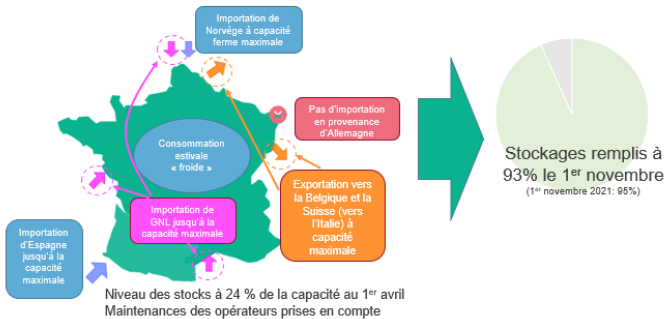 Importation de
Norvége à capacité
ferme maximale
Pas d'importation
en provenance
d'Allemagne
Consommation
estivale
« froide »
Importation de
GNL jusqu'à la
capacité maximale
Exportation vers
la Belgique et la
Suisse (vers
l'Italie) à
capacité
maximale
Importation
d'Espagne
jusqu'à la
capacité
maximale
Niveau des stocks à 24 % de la capacité au 1er avril
Maintenances des opérateurs prises en compte
Stockages remplis à
93% le 1er novembre
(1er novembre 2021: 95%)